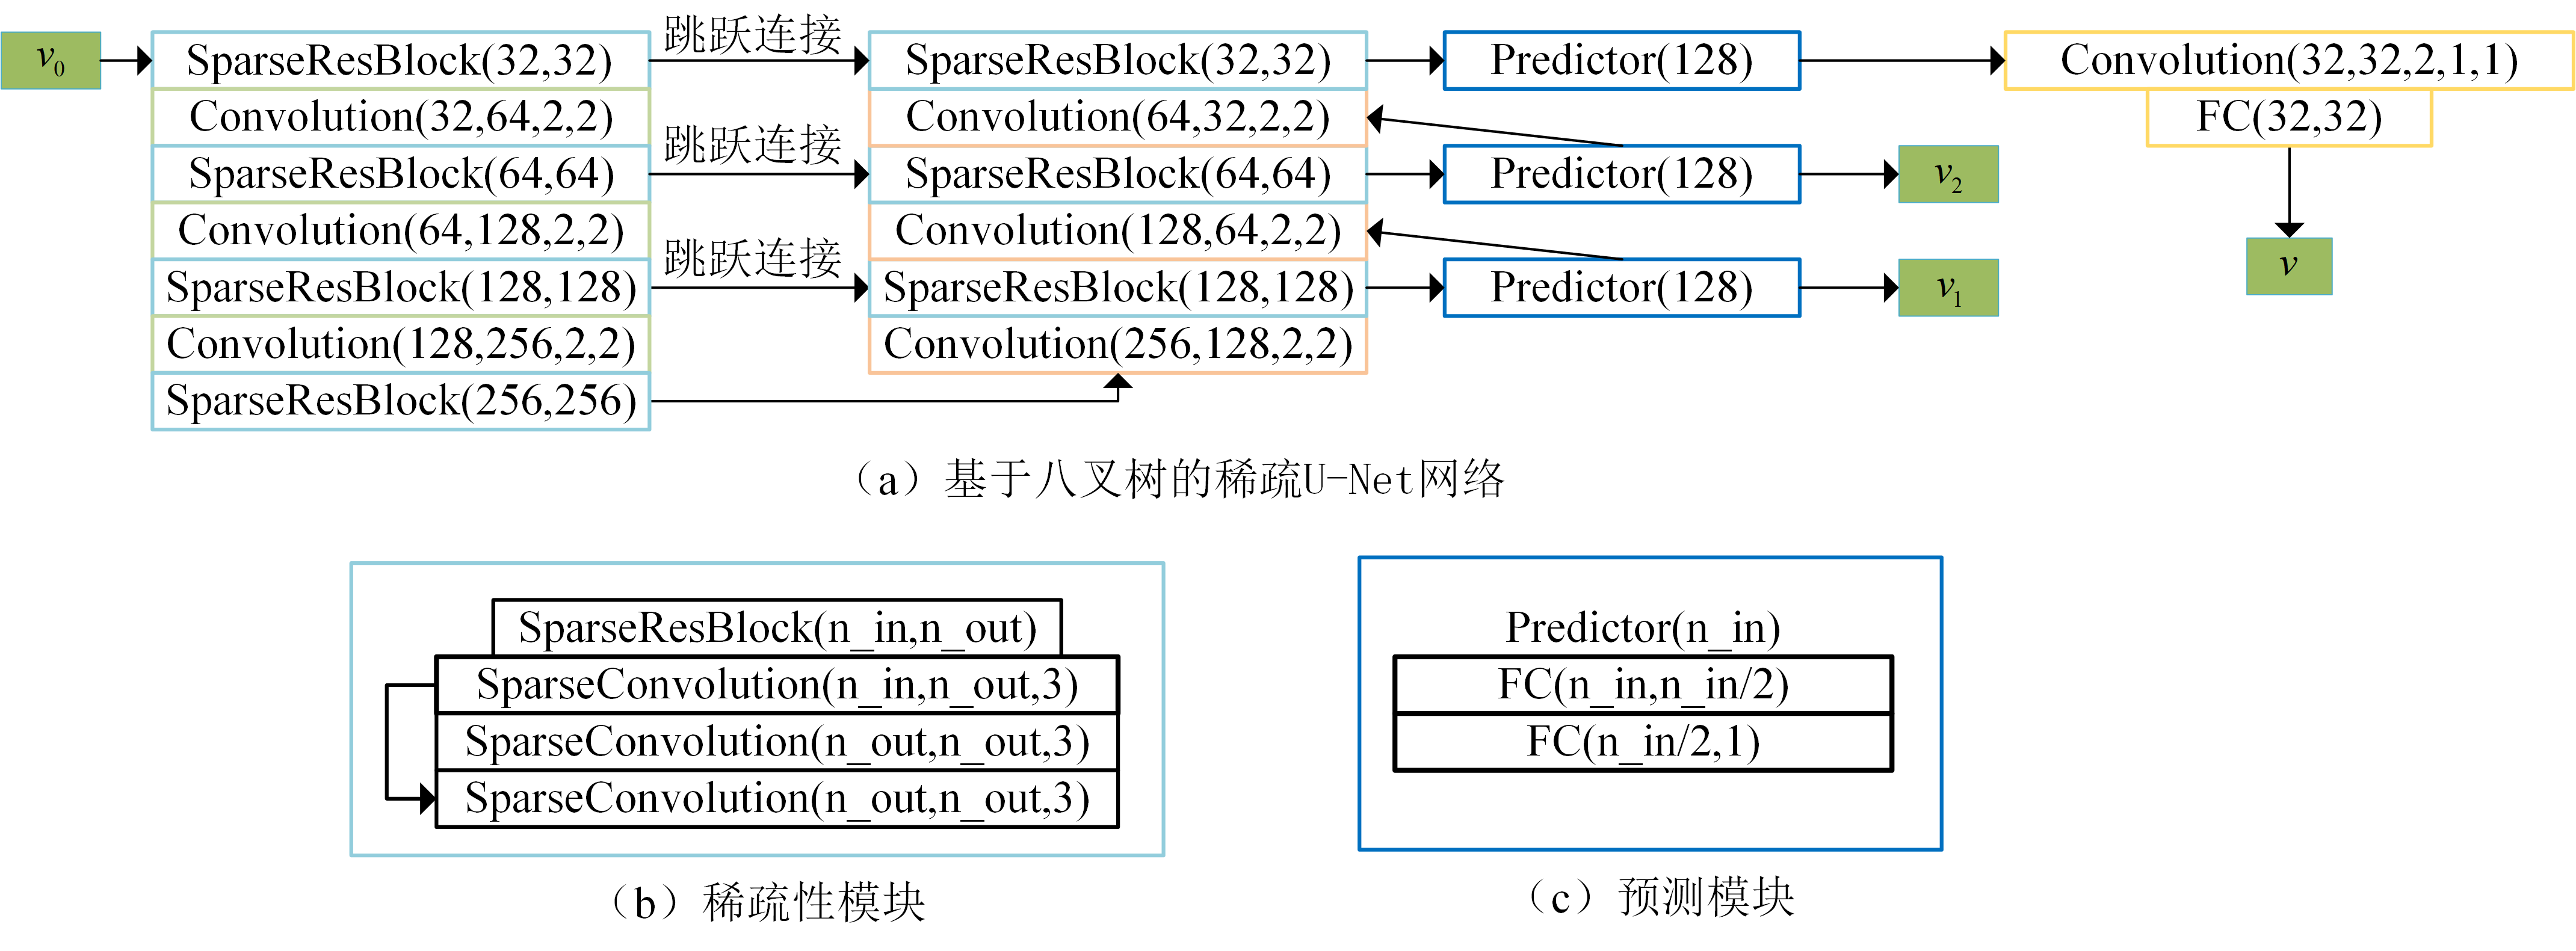 v0
SparseResBlock(32,32)
跳跃连接
SparseResBlock(32,32)
Predictor(128)
Convolution(32,32,2,1,1)
Convolution(32,64,2,2)
Convolution(64,32,2,2)
FC(32,32)
SparseResBlock(64,64)
跳跃连接
SparseResBlock(64,64)
Predictor(128)
v2
Convolution(64,128,2,2)
Convolution(128,64,2,2)
v
SparseResBlock(128,128)
跳跃连接
SparseResBlock(128,128)
Predictor(128)
v1
Convolution(128,256,2,2)
Convolution(256,128,2,2)
SparseResBlock(256,256)
（a）基于八叉树的稀疏U-Net网络
SparseResBlock(n_in,n_out)
SparseConvolution(n_in,n_out,3)
SparseConvolution(n_out,n_out,3)
SparseConvolution(n_out,n_out,3)
（b）稀疏性模块
Predictor(n_in)
FC(n_in,n_in/2)
FC(n_in/2,1)
（c）预测模块